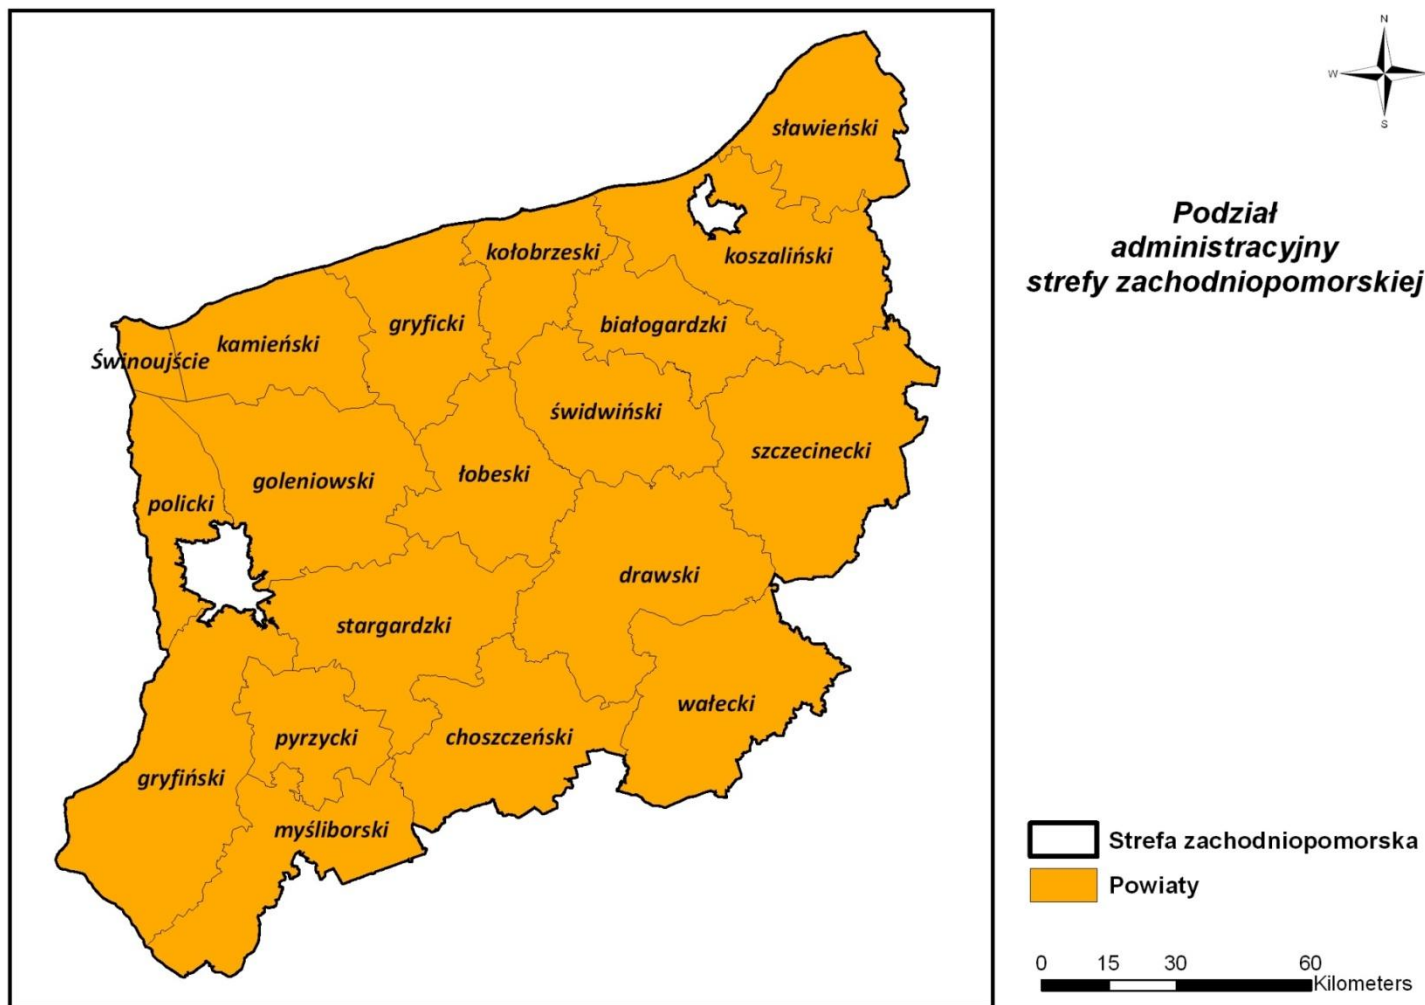 N
W
S
Podział
administracyjny
strefy zachodniopomorskiej
sławieński
koszaliński
kołobrzeski
białogardzki
gryficki
kamieński
Świnoujście
świdwiński
szczecinecki
łobeski
goleniowski
policki
drawski
stargardzki
wałecki
choszczeński
pyrzycki
gryfiński
myśliborski
Strefa zachodniopomorska
Powiaty
0 15 30 60
Kilometers